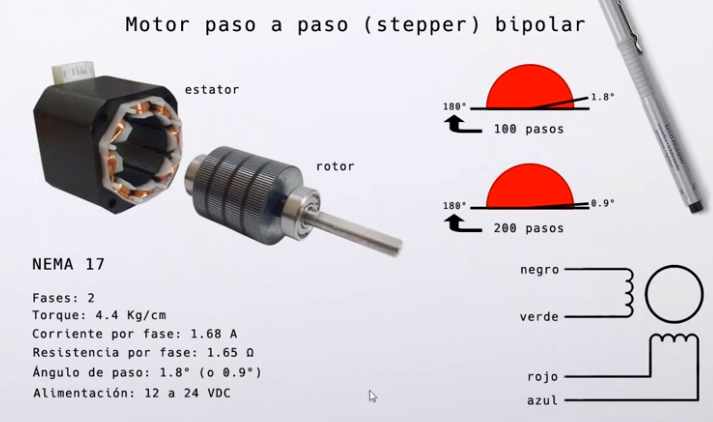 Motor paso a paso (stepper) bipolar
estator
rotor
180°
1.8°
100 pasos
180°
0.9°
200 pasos
NEMA 17
Fases: 2
Torque: 4.4 Kg/cm
Corriente por fase: 1.68 A
Resistencia por fase: 1.65 Ω
Ángulo de paso: 1.8° (o 0.9°)
Alimentación: 12 a 24 VDC
negro
verde
rojo
azul